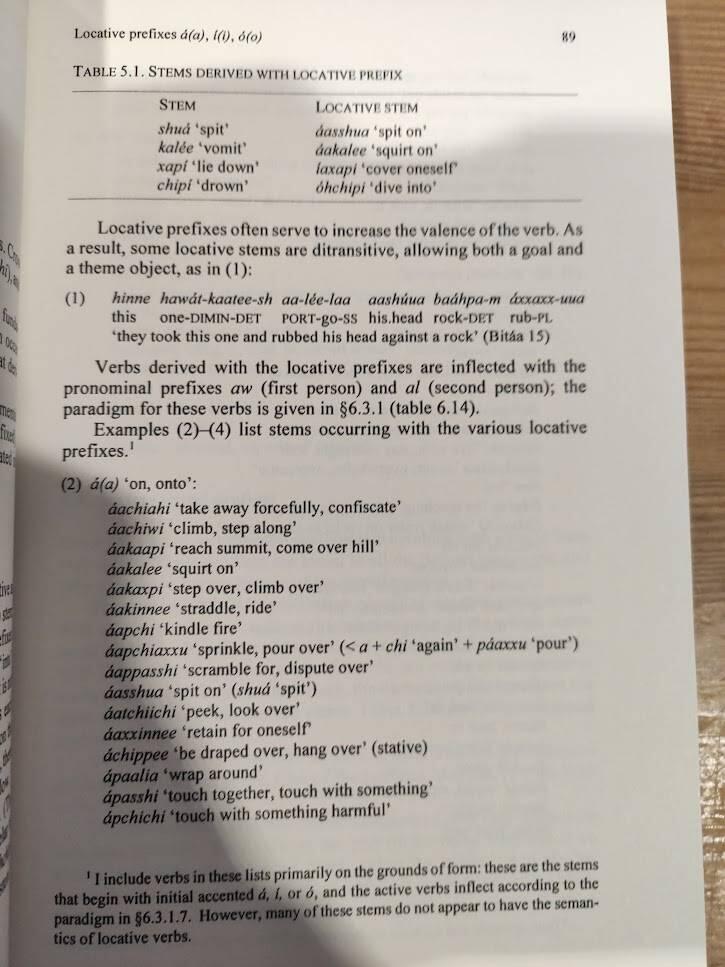 Locative prefixes á(a), í(i), ó(o) 89
TABLE 5.1. STEMS DERIVED WITH LOCATIVE PREFIX
STEM LOCATIVE STEM
shuá ‘spit’ áasshua ‘spit on’
kalée ‘vomit’ áakalee ‘squirt on’
xapí ‘lie down’ íaxapi ‘cover oneself’
chipí ‘drown’ óhchipi ‘dive into’
Locative prefixes often serve to increase the valence of the verb. As
a result, some locative stems are ditransitive, allowing both a goal and
a theme object, as in (1):
(1) hinne hawát-kaatee-sh aa-lée-laa aashúua baáhpa-m áxxaxx-uua
this one-DIMIN-DET PORT-go-SS his.head rock-DET rub-PL
‘they took this one and rubbed his head against a rock’ (Bitáa 15)
Verbs derived with the locative prefixes are inflected with the
pronominal prefixes aw (first person) and al (second person); the
paradigm for these verbs is given in §6.3.1 (table 6.14).
Examples (2)–(4) list stems occurring with the various locative
prefixes.¹
(2) á(a) ‘on, onto’:
áachiahi ‘take away forcefully, confiscate’
áachiwi ‘climb, step along’
áakaapi ‘reach summit, come over hill’
áakalee ‘squirt on’
áakaxpi ‘step over, climb over’
áakinnee ‘straddle, ride’
áapchi ‘kindle fire’
áapchiaxxu ‘sprinkle, pour over’ (< a + chi ‘again’ + páaxxu ‘pour’)
áappasshi ‘scramble for, dispute over’
áasshua ‘spit on’ (shuá ‘spit’)
áatchiichi ‘peek, look over’
áaxxinnee ‘retain for oneself’
áchippee ‘be draped over, hang over’ (stative)
ápaalia ‘wrap around’
ápasshi ‘touch together, touch with something’
ápchichi ‘touch with something harmful’
¹ I include verbs in these lists primarily on the grounds of form: these are the stems
that begin with initial accented á, í, or ó, and the active verbs inflect according to the
paradigm in §6.3.1.7. However, many of these stems do not appear to have the seman-
tics of locative verbs.